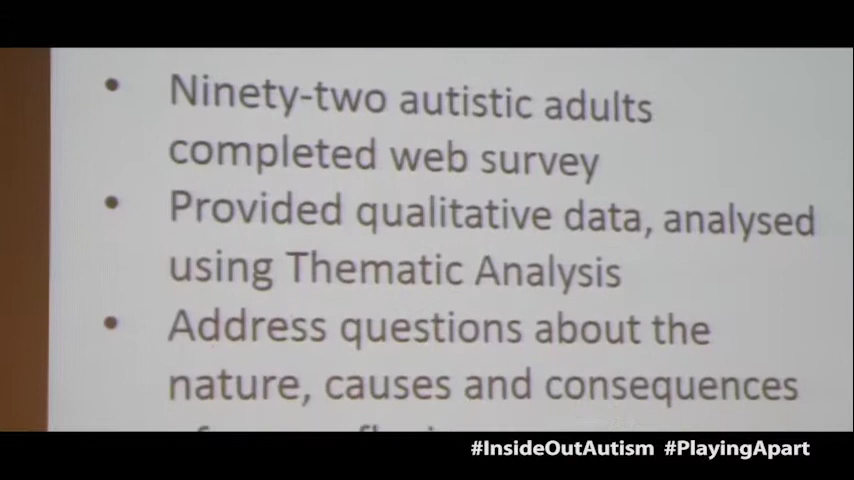 • Ninety-two autistic adults
completed web survey
• Provided qualitative data, analysed
using Thematic Analysis
• Address questions about the
nature, causes and consequences
#InsideOutAutism #PlayingApart